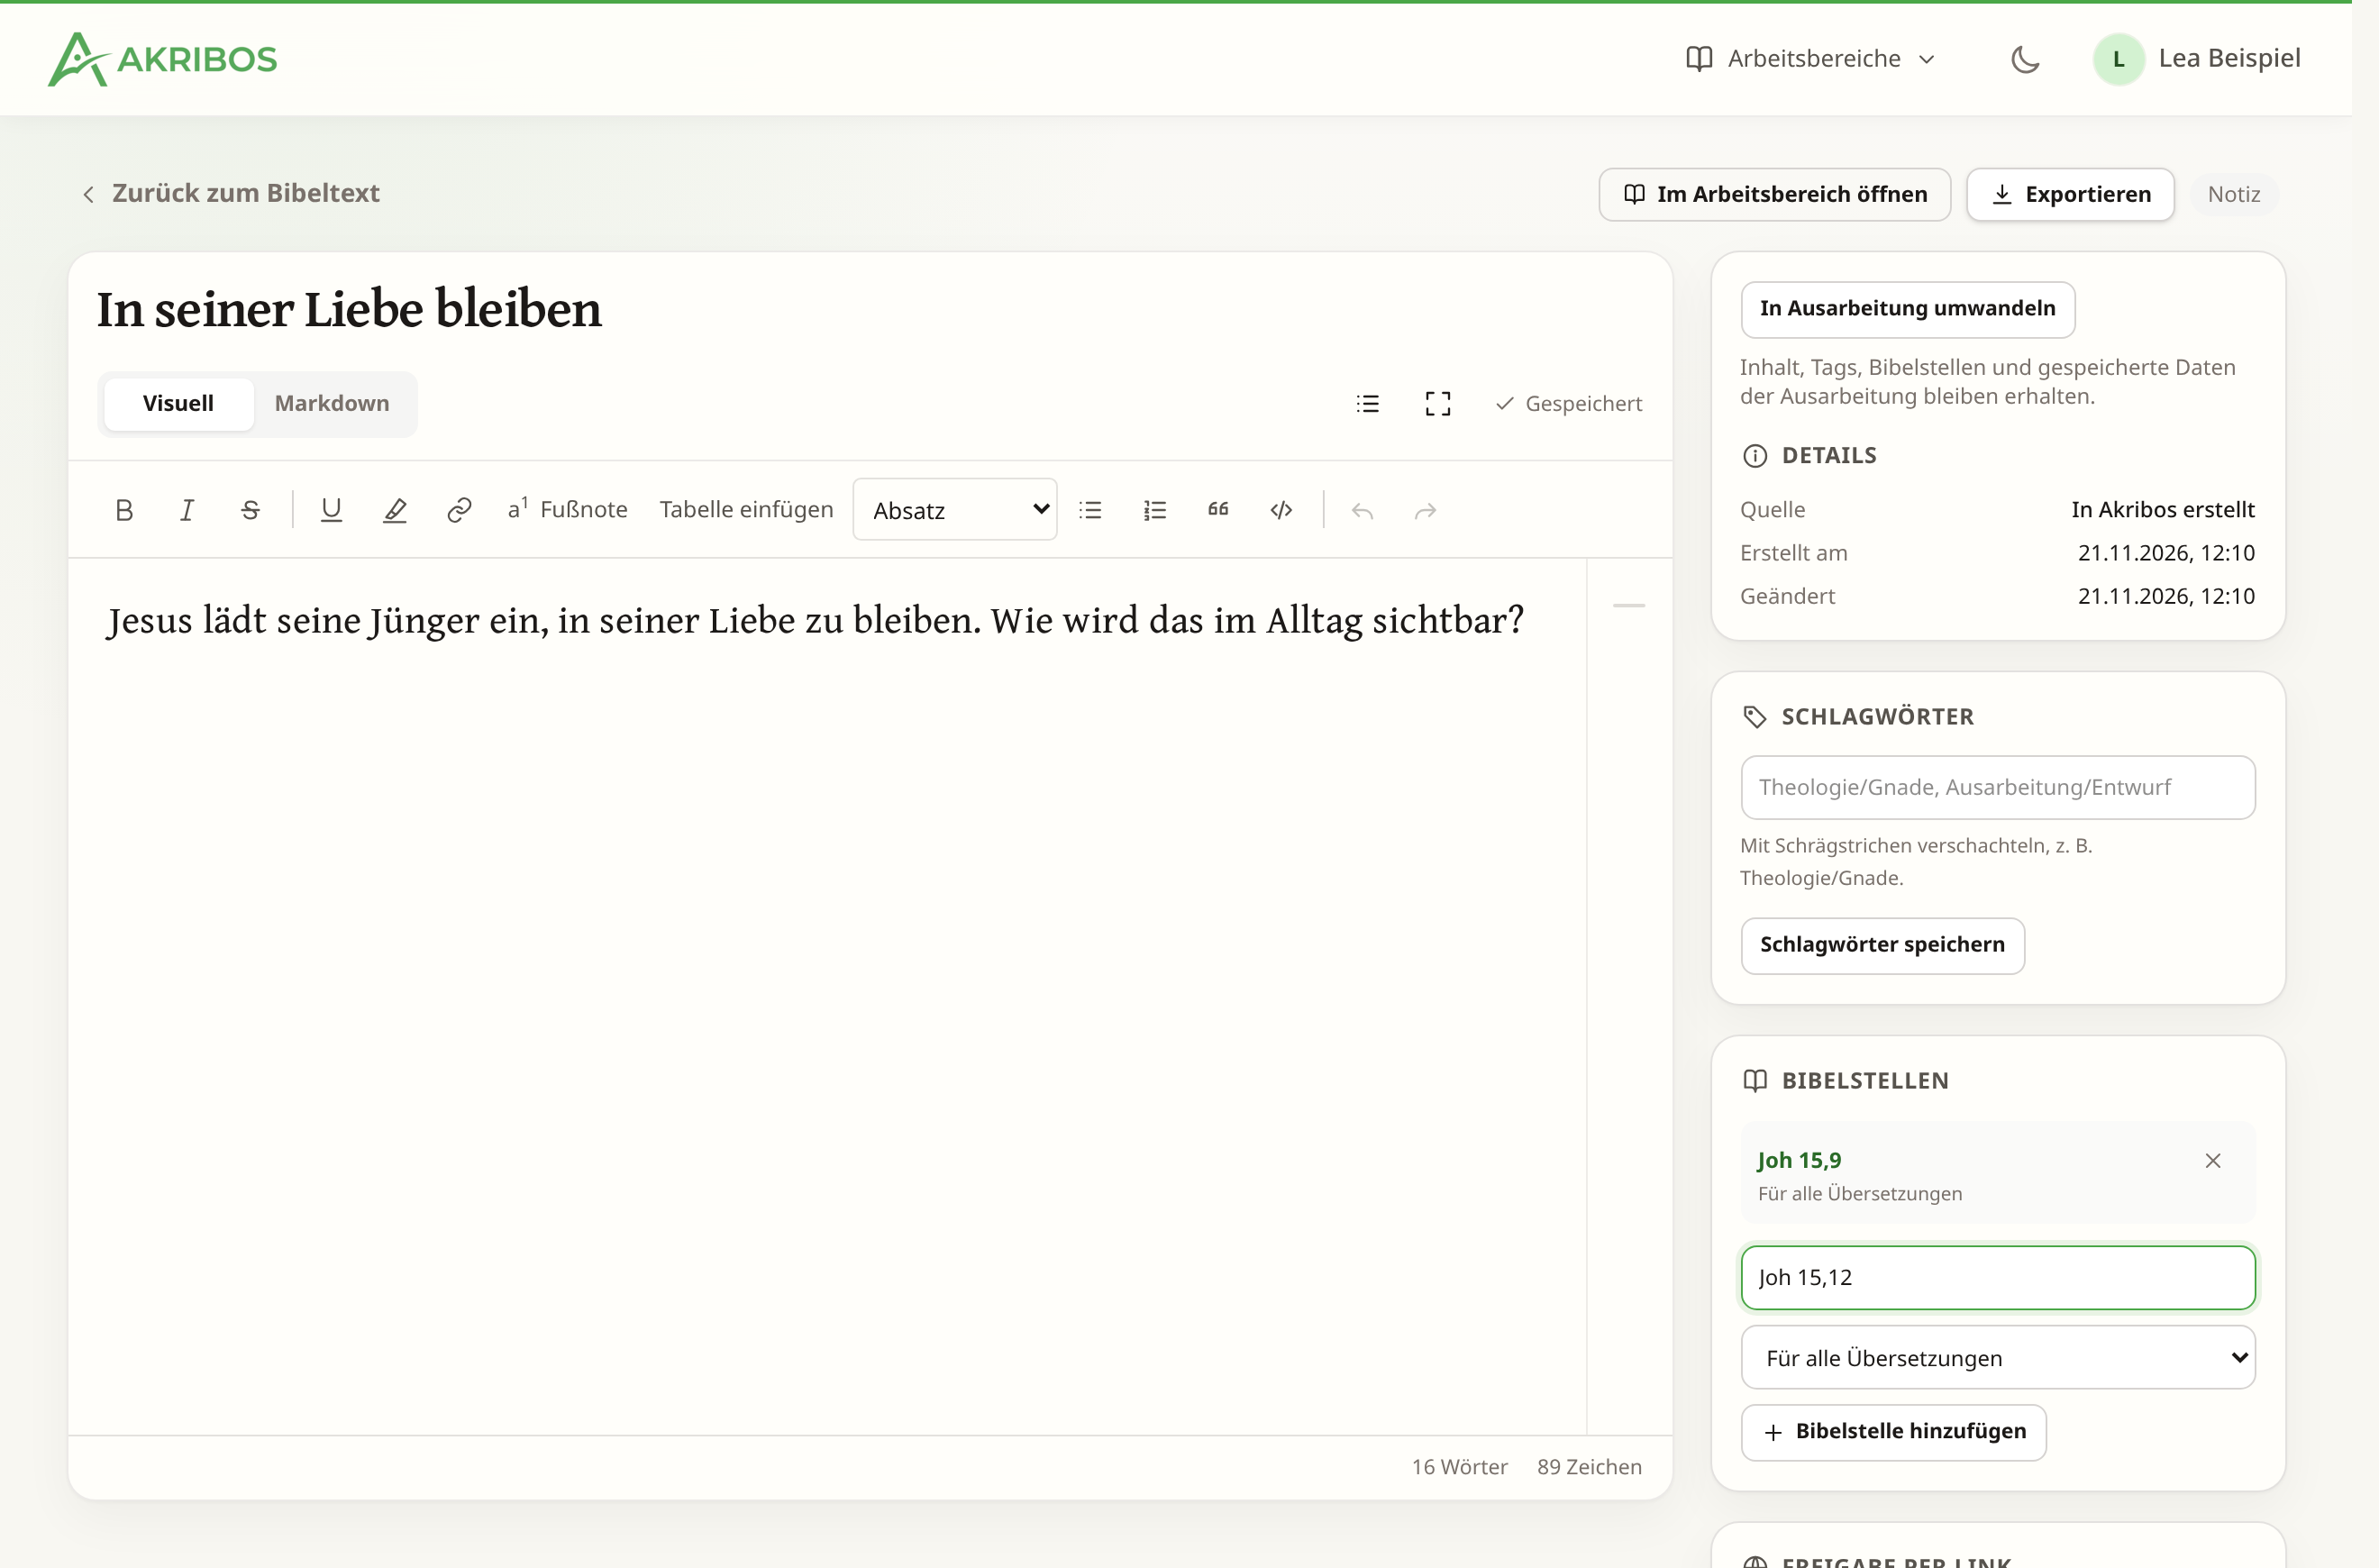 AKRIBOS
Arbeitsbereiche
L
Lea Beispiel
Zurück zum Bibeltext
Im Arbeitsbereich öffnen
Exportieren
Notiz
In seiner Liebe bleiben
Visuell
Markdown
Gespeichert
B
I
S
U
a¹ Fußnote
Tabelle einfügen
Absatz
Jesus lädt seine Jünger ein, in seiner Liebe zu bleiben. Wie wird das im Alltag sichtbar?
16 Wörter
89 Zeichen
In Ausarbeitung umwandeln
Inhalt, Tags, Bibelstellen und gespeicherte Daten
der Ausarbeitung bleiben erhalten.
DETAILS
Quelle
In Akribos erstellt
Erstellt am
21.11.2026, 12:10
Geändert
21.11.2026, 12:10
SCHLAGWÖRTER
Theologie/Gnade, Ausarbeitung/Entwurf
Mit Schrägstrichen verschachteln, z. B.
Theologie/Gnade.
Schlagwörter speichern
BIBELSTELLEN
Joh 15,9
Für alle Übersetzungen
Joh 15,12
Für alle Übersetzungen
Bibelstelle hinzufügen
FREIGABE PER LINK